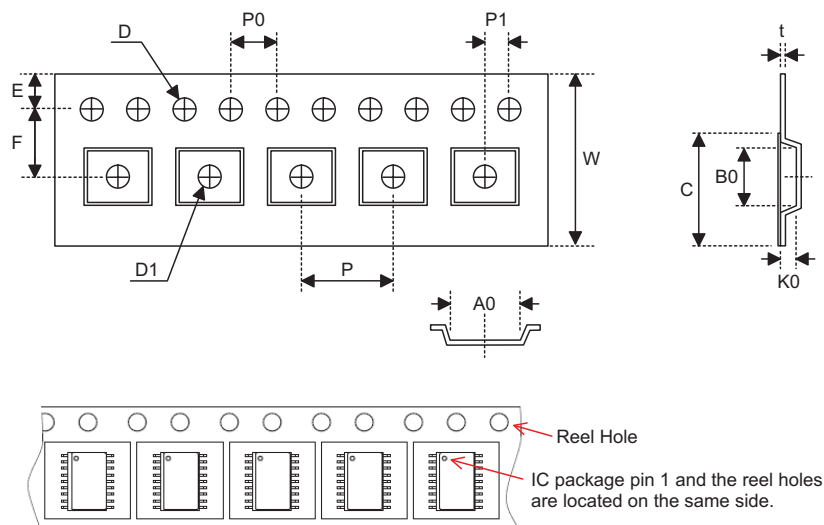 D
P0
P1
t
E
F
W
C
B0
D1
P
K0
A0
Reel Hole
IC package pin 1 and the reel holes
are located on the same side.